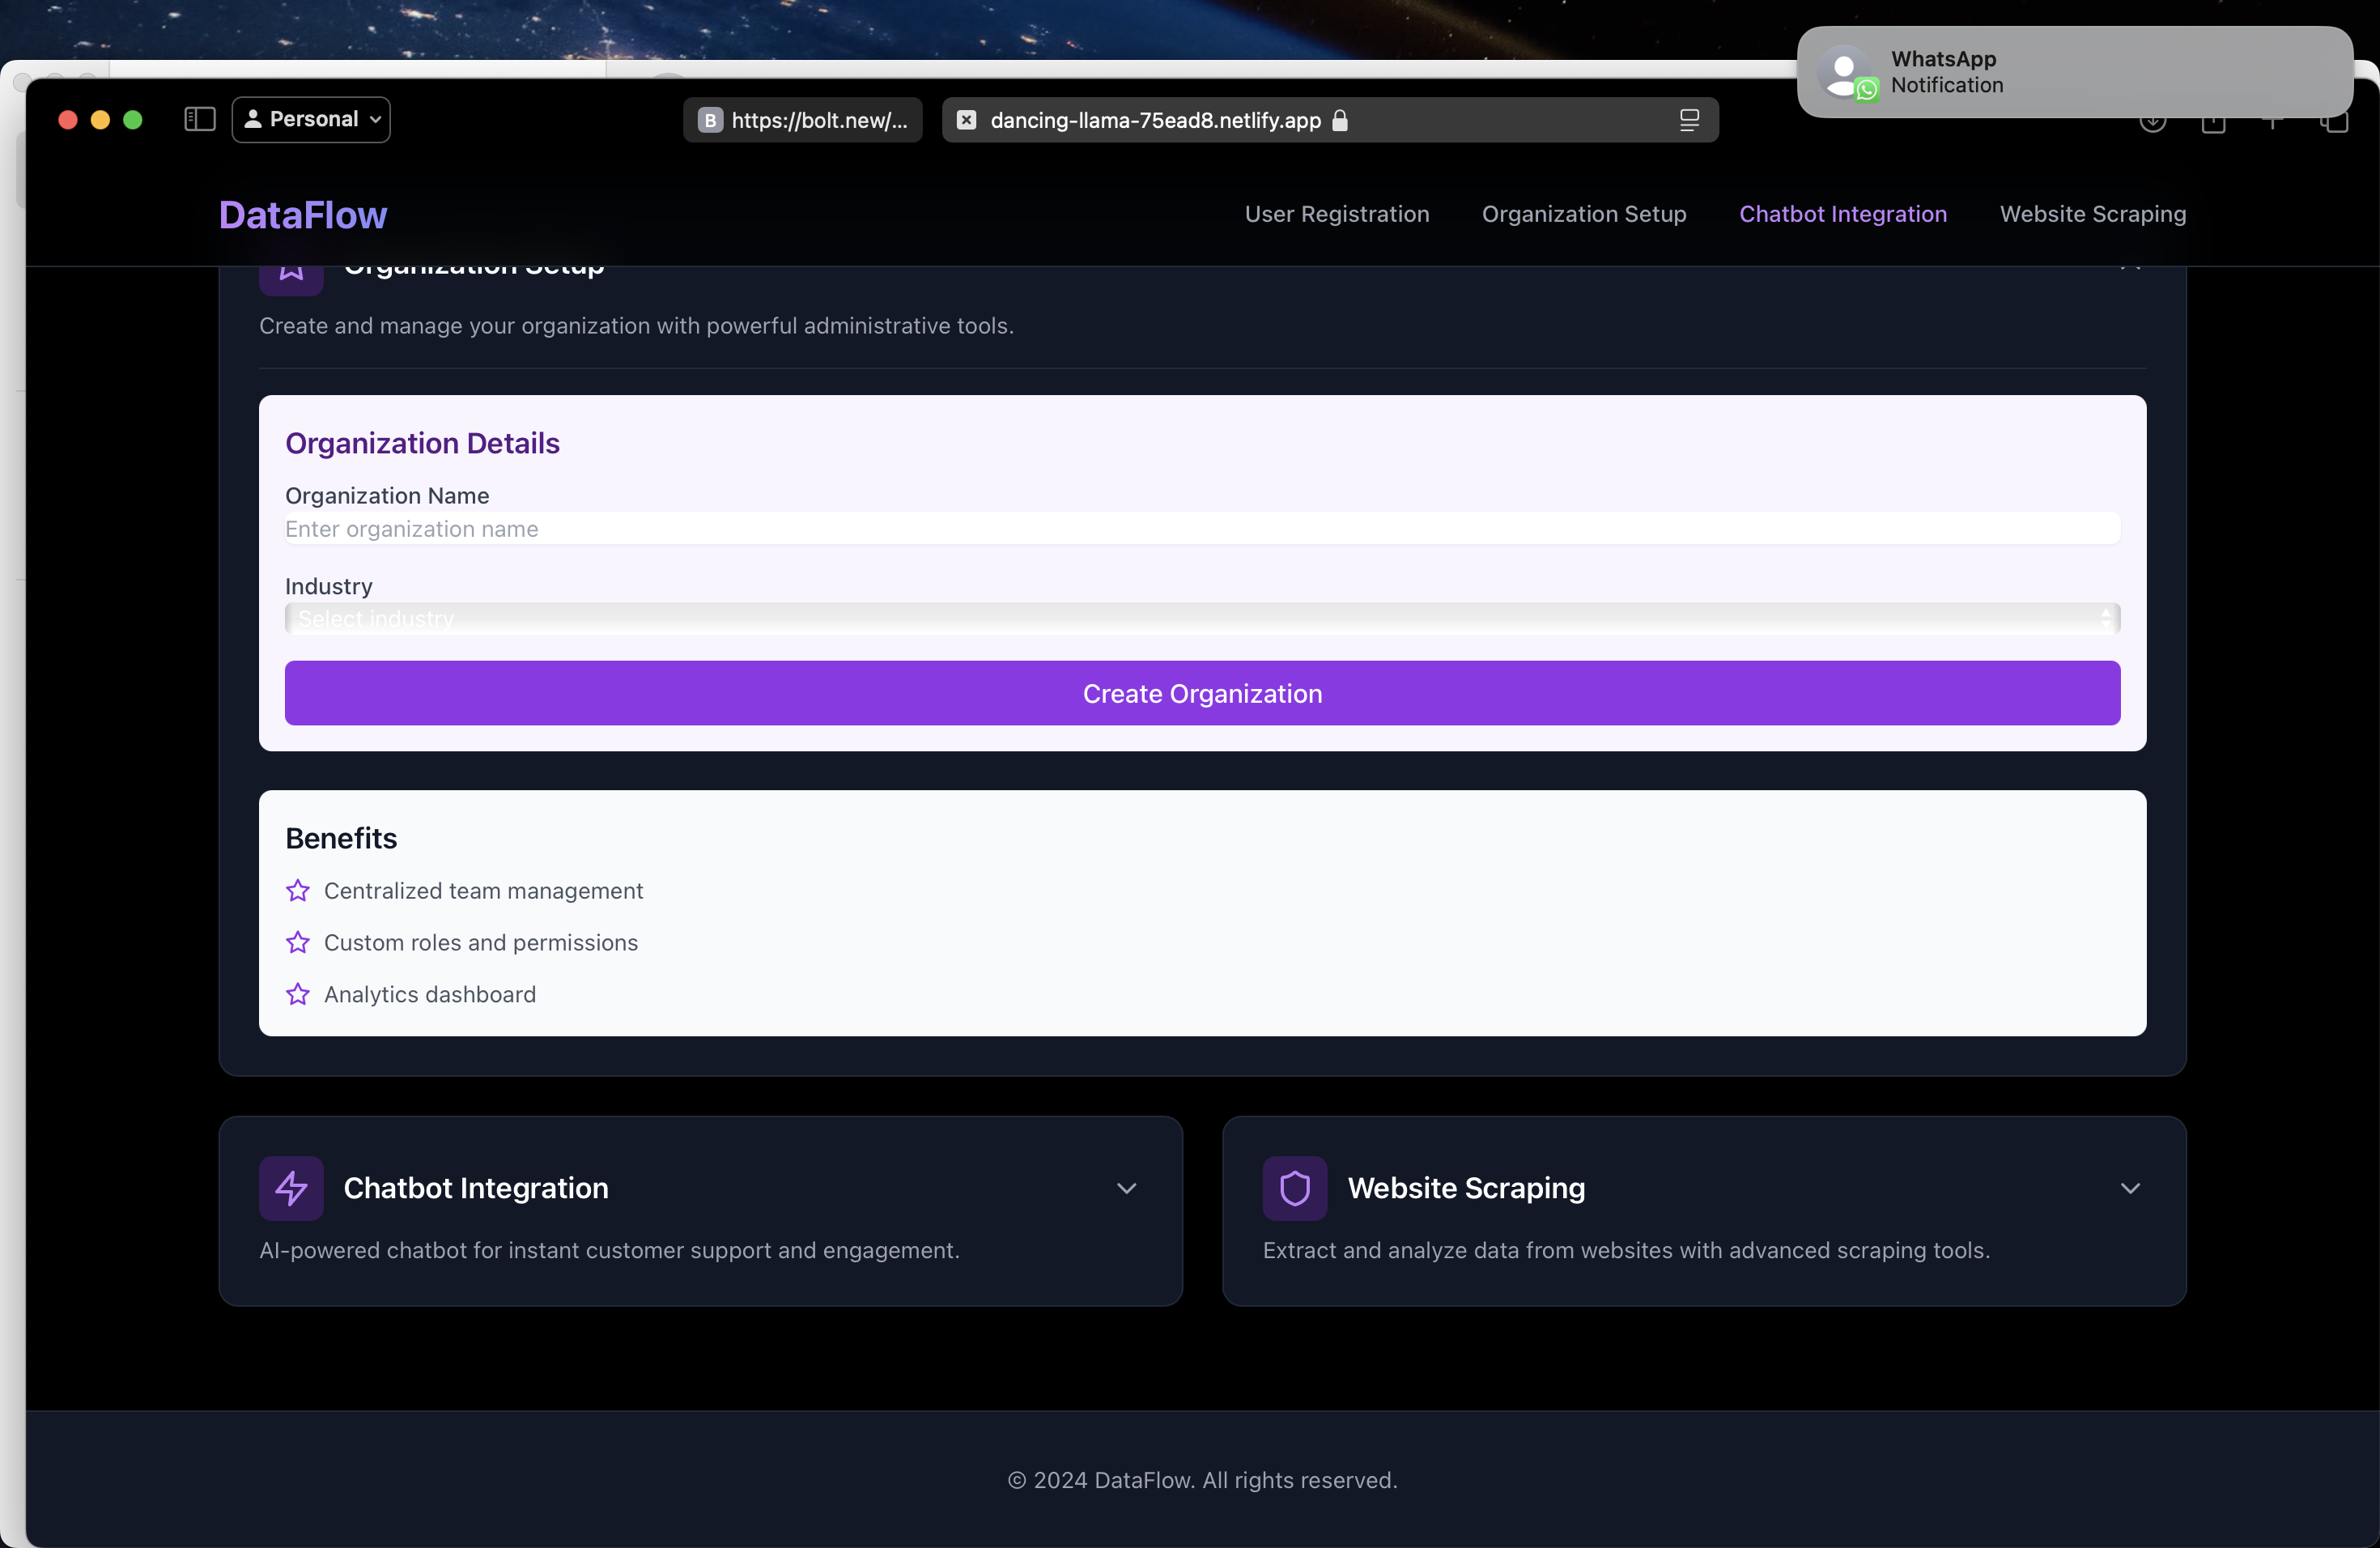 WhatsApp
Notification
Personal
B https://bolt.new/...
dancing-llama-75ead8.netlify.app
DataFlow
User Registration
Organization Setup
Chatbot Integration
Website Scraping
Organization Setup
Create and manage your organization with powerful administrative tools.
Organization Details
Organization Name
Enter organization name
Industry
Select industry
Create Organization
Benefits
Centralized team management
Custom roles and permissions
Analytics dashboard
Chatbot Integration
AI-powered chatbot for instant customer support and engagement.
Website Scraping
Extract and analyze data from websites with advanced scraping tools.
© 2024 DataFlow. All rights reserved.